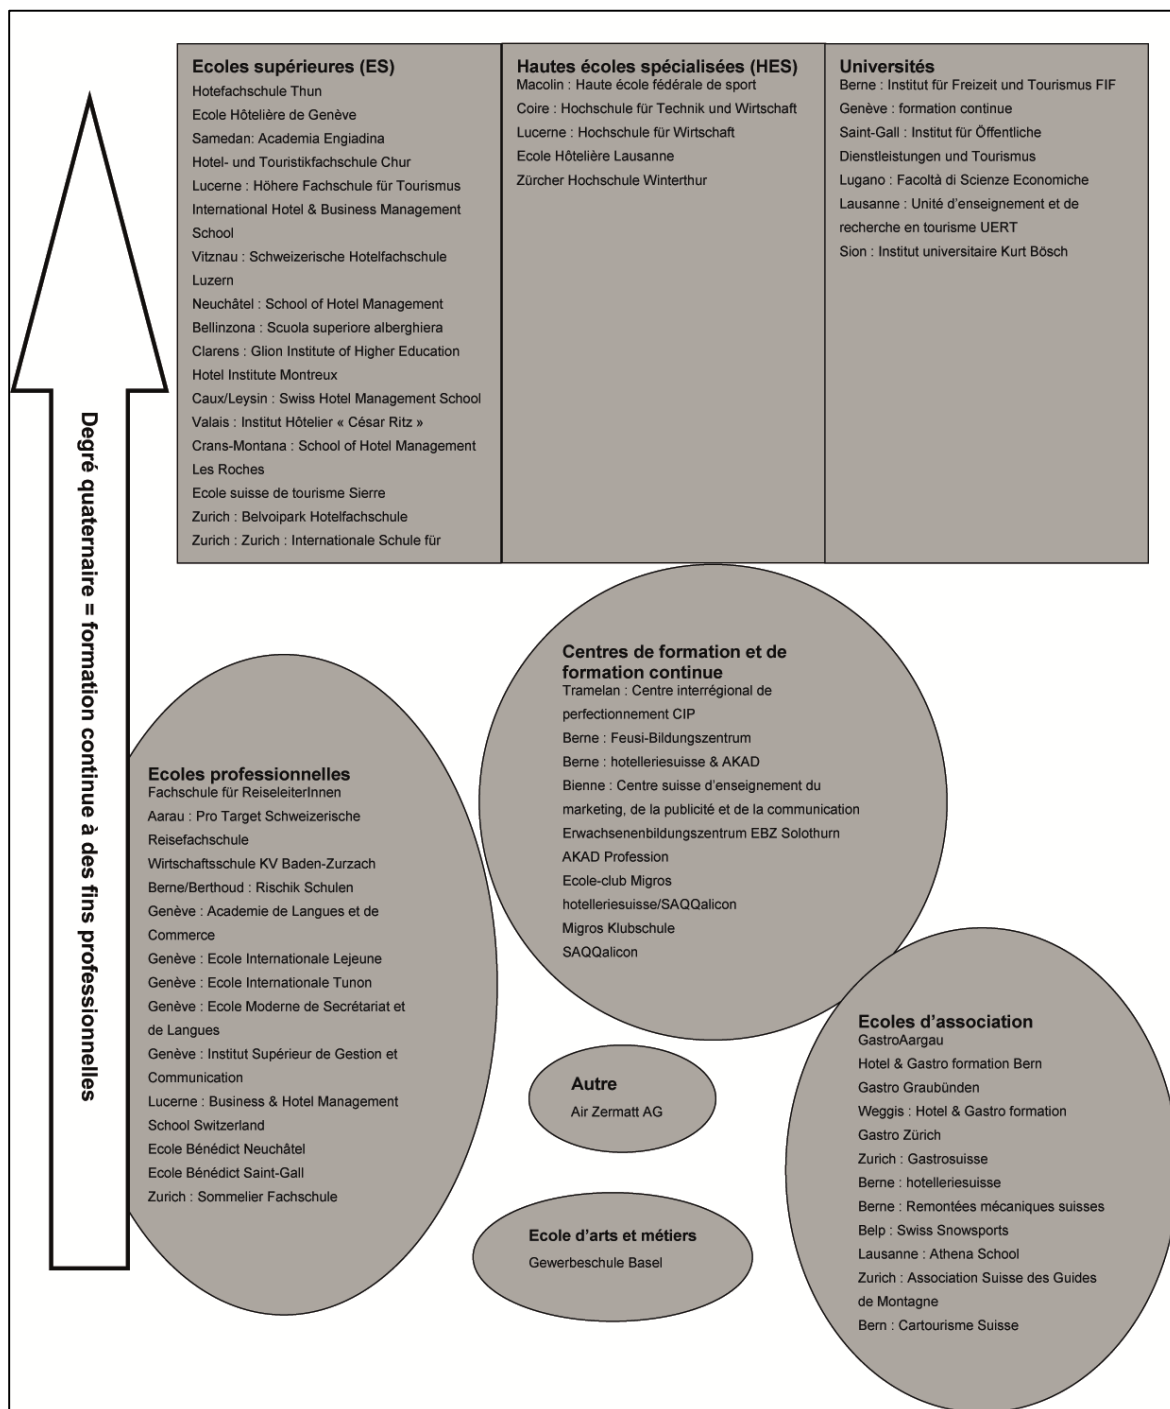 Degré quaternaire = formation continue à des fins professionnelles
Ecoles supérieures (ES)
Hotefachschule Thun
Ecole Hôtelière de Genève
Samedan: Academia Engiadina
Hotel- und Touristikfachschule Chur
Lucerne : Höhere Fachschule für Tourismus
International Hotel & Business Management
School
Vitznau : Schweizerische Hotelfachschule
Luzern
Neuchâtel : School of Hotel Management
Bellinzona : Scuola superiore alberghiera
Clarens : Glion Institute of Higher Education
Hotel Institute Montreux
Caux/Leysin : Swiss Hotel Management School
Valais : Institut Hôtelier « César Ritz »
Crans-Montana : School of Hotel Management
Les Roches
Ecole suisse de tourisme Sierre
Zurich : Belvoipark Hotelfachschule
Zurich : Zurich : Internationale Schule für
Hautes écoles spécialisées (HES)
Macolin : Haute école fédérale de sport
Coire : Hochschule für Technik und Wirtschaft
Lucerne : Hochschule für Wirtschaft
Ecole Hôtelière Lausanne
Zürcher Hochschule Winterthur
Universités
Berne : Institut für Freizeit und Tourismus FIF
Genève : formation continue
Saint-Gall : Institut für Öffentliche
Dienstleistungen und Tourismus
Lugano : Facoltà di Scienze Economiche
Lausanne : Unité d'enseignement et de
recherche en tourisme UERT
Sion : Institut universitaire Kurt Bösch
Centres de formation et de
formation continue
Tramelan : Centre interrégional de
perfectionnement CIP
Berne : Feusi-Bildungszentrum
Berne : hotelleriesuisse & AKAD
Bienne : Centre suisse d'enseignement du
marketing, de la publicité et de la communication
Erwachsenenbildungszentrum EBZ Solothurn
AKAD Profession
Ecole-club Migros
hotelleriesuisse/SAQQalicon
Migros Klubschule
SAQQalicon
Ecoles professionnelles
Fachschule für ReiseleiterInnen
Aarau : Pro Target Schweizerische
Reisefachschule
Wirtschaftsschule KV Baden-Zurzach
Berne/Berthoud : Rischik Schulen
Genève : Academie de Langues et de
Commerce
Genève : Ecole Internationale Lejeune
Genève : Ecole Internationale Tunon
Genève : Ecole Moderne de Secrétariat et
de Langues
Genève : Institut Supérieur de Gestion et
Communication
Lucerne : Business & Hotel Management
School Switzerland
Ecole Bénédict Neuchâtel
Ecole Bénédict Saint-Gall
Zurich : Sommelier Fachschule
Autre
Air Zermatt AG
Ecole d'arts et métiers
Gewerbeschule Basel
Ecoles d'association
GastroAargau
Hotel & Gastro formation Bern
Gastro Graubünden
Weggis : Hotel & Gastro formation
Gastro Zürich
Zurich : Gastrosuisse
Berne : hotelleriesuisse
Berne : Remontées mécaniques suisses
Belp : Swiss Snowsports
Lausanne : Athena School
Zurich : Association Suisse des Guides
de Montagne
Bern : Cartourisme Suisse